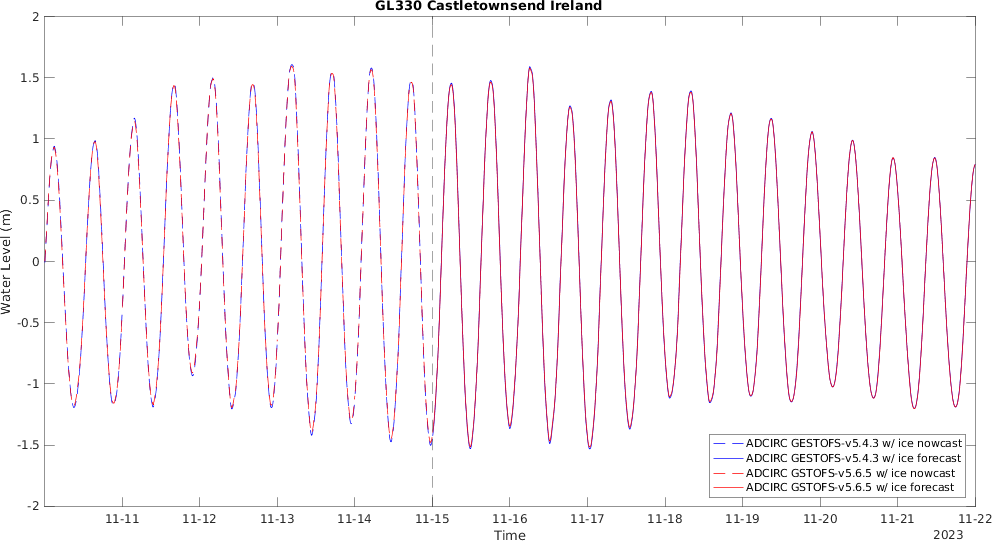 GL330 Castletownsend Ireland
2
1.5
1
0.5
0
-0.5
-1
-1.5
-2
Water Level (m)
ADCIRC GESTOFS-v5.4.3 w/ ice nowcast
ADCIRC GESTOFS-v5.4.3 w/ ice forecast
ADCIRC GSTOFS-v5.6.5 w/ ice nowcast
ADCIRC GSTOFS-v5.6.5 w/ ice forecast
11-11 11-12 11-13 11-14 11-15 11-16 11-17 11-18 11-19 11-20 11-21 11-22
Time
2023